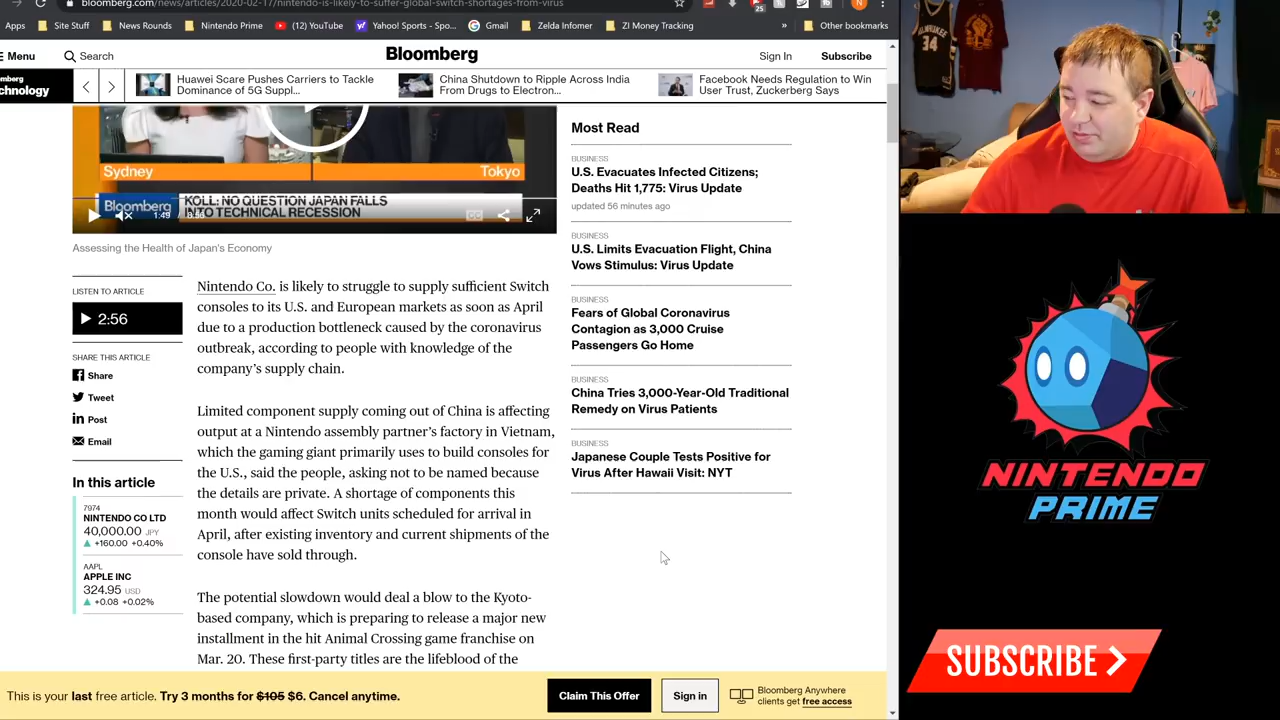 bloomberg.com/news/articles/2020-02-17/nintendo-is-likely-to-suffer-global-switch-shortages-from-virus
Apps Site Stuff News Rounds Nintendo Prime (12) YouTube Yahoo! Sports - Spo... Gmail Zelda Infomer ZI Money Tracking » Other bookmarks
25
N
Menu Search Bloomberg Sign In Subscribe
mberg
chnology
Huawei Scare Pushes Carriers to Tackle
Dominance of 5G Suppl...
China Shutdown to Ripple Across India
From Drugs to Electron...
Facebook Needs Regulation to Win
User Trust, Zuckerberg Says
Sydney Tokyo
Bloomberg
KOLL: NO QUESTION JAPAN FALLS
INTO TECHNICAL RECESSION
1:49
CC
Assessing the Health of Japan's Economy
LISTEN TO ARTICLE
2:56
SHARE THIS ARTICLE
Share
Tweet
Post
Email
In this article
7974
NINTENDO CO LTD
40,000.00 JPY
+160.00 +0.40%
AAPL
APPLE INC
324.95 USD
+0.08 +0.02%
Nintendo Co. is likely to struggle to supply sufficient Switch
consoles to its U.S. and European markets as soon as April
due to a production bottleneck caused by the coronavirus
outbreak, according to people with knowledge of the
company's supply chain.
Limited component supply coming out of China is affecting
output at a Nintendo assembly partner's factory in Vietnam,
which the gaming giant primarily uses to build consoles for
the U.S., said the people, asking not to be named because
the details are private. A shortage of components this
month would affect Switch units scheduled for arrival in
April, after existing inventory and current shipments of the
console have sold through.
The potential slowdown would deal a blow to the Kyoto-
based company, which is preparing to release a major new
installment in the hit Animal Crossing game franchise on
Mar. 20. These first-party titles are the lifeblood of the
Most Read
BUSINESS
U.S. Evacuates Infected Citizens;
Deaths Hit 1,775: Virus Update
updated 56 minutes ago
BUSINESS
U.S. Limits Evacuation Flight, China
Vows Stimulus: Virus Update
BUSINESS
Fears of Global Coronavirus
Contagion as 3,000 Cruise
Passengers Go Home
BUSINESS
China Tries 3,000-Year-Old Traditional
Remedy on Virus Patients
BUSINESS
Japanese Couple Tests Positive for
Virus After Hawaii Visit: NYT
This is your last free article. Try 3 months for $105 $6. Cancel anytime.
Claim This Offer
Sign in
Bloomberg Anywhere
clients get free access
34
NINTENDO
PRIME
SUBSCRIBE